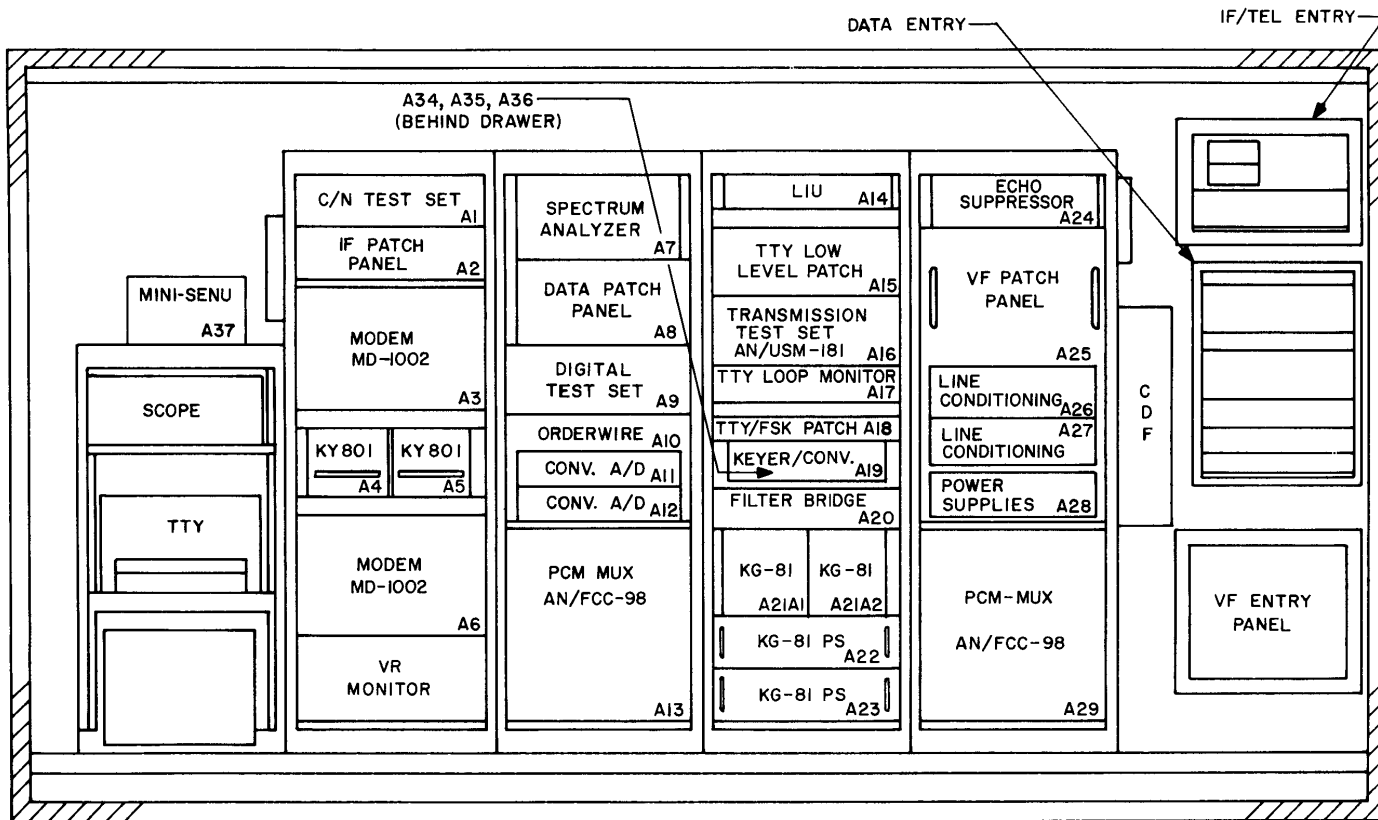 DATA ENTRY
IF/TEL ENTRY
A34, A35, A36
(BEHIND DRAWER)
MINI-SENU
A37
SCOPE
TTY
C/N TEST SET
A1
IF PATCH
PANEL
A2
MODEM
MD-1002
A3
KY801
A4
KY801
A5
MODEM
MD-1002
A6
VR
MONITOR
SPECTRUM
ANALYZER
A7
DATA PATCH
PANEL
A8
DIGITAL
TEST SET
A9
ORDERWIRE
A10
CONV. A/D
A11
CONV. A/D
A12
PCM MUX
AN/FCC-98
A13
LIU
A14
TTY LOW
LEVEL PATCH
A15
TRANSMISSION
TEST SET
AN/USM-181
A16
TTY LOOP MONITOR
A17
TTY/FSK PATCH A18
KEYER/CONV.
A19
FILTER BRIDGE
A20
KG-81
A21A1
KG-81
A21A2
KG-81 PS
A22
KG-81 PS
A23
ECHO
SUPPRESSOR
A24
VF PATCH
PANEL
A25
LINE
CONDITIONING
A26
LINE
CONDITIONING
A27
POWER
SUPPLIES
A28
PCM-MUX
AN/FCC-98
A29
C
D
F
VF ENTRY
PANEL